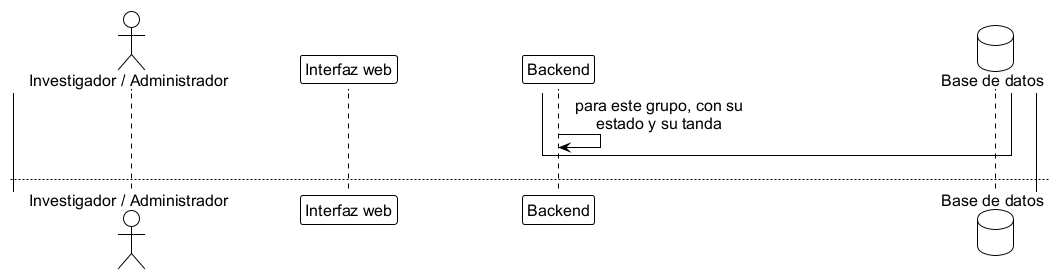 Investigador / Administrador
Interfaz web
Backend
Base de datos
para este grupo, con su
estado y su tanda
Investigador / Administrador
Interfaz web
Backend
Base de datos